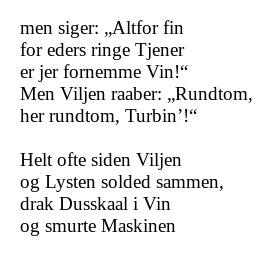 men siger: „Altfor fin
for eders ringe Tjener
er jer fornemme Vin!“
Men Viljen raaber: „Rundtom,
her rundtom, Turbin’!“

Helt ofte siden Viljen
og Lysten solded sammen,
drak Dusskaal i Vin
og smurte Maskinen